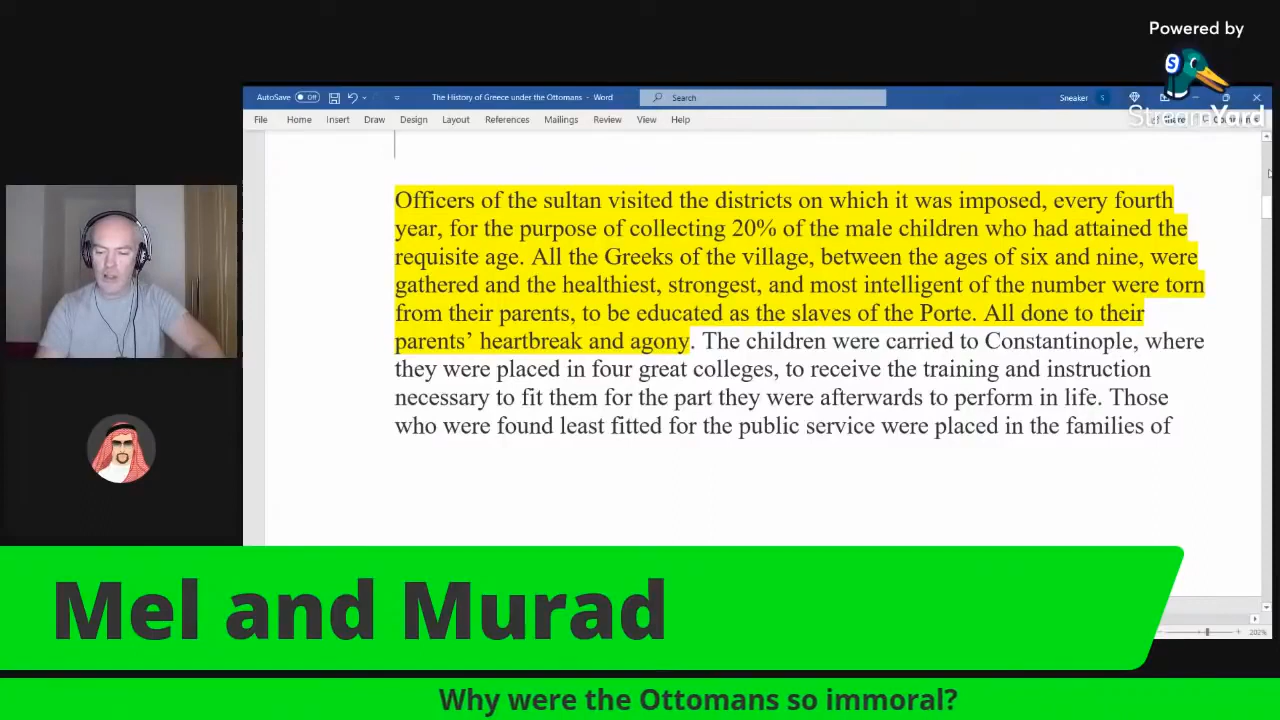 Powered by
StreamYard
AutoSave Off The History of Greece under the Ottomans - Word Search Sneaker S
File Home Insert Draw Design Layout References Mailings Review View Help Share Comments
Officers of the sultan visited the districts on which it was imposed, every fourth
year, for the purpose of collecting 20% of the male children who had attained the
requisite age. All the Greeks of the village, between the ages of six and nine, were
gathered and the healthiest, strongest, and most intelligent of the number were torn
from their parents, to be educated as the slaves of the Porte. All done to their
parents’ heartbreak and agony. The children were carried to Constantinople, where
they were placed in four great colleges, to receive the training and instruction
necessary to fit them for the part they were afterwards to perform in life. Those
who were found least fitted for the public service were placed in the families of
202%
Mel and Murad
Why were the Ottomans so immoral?